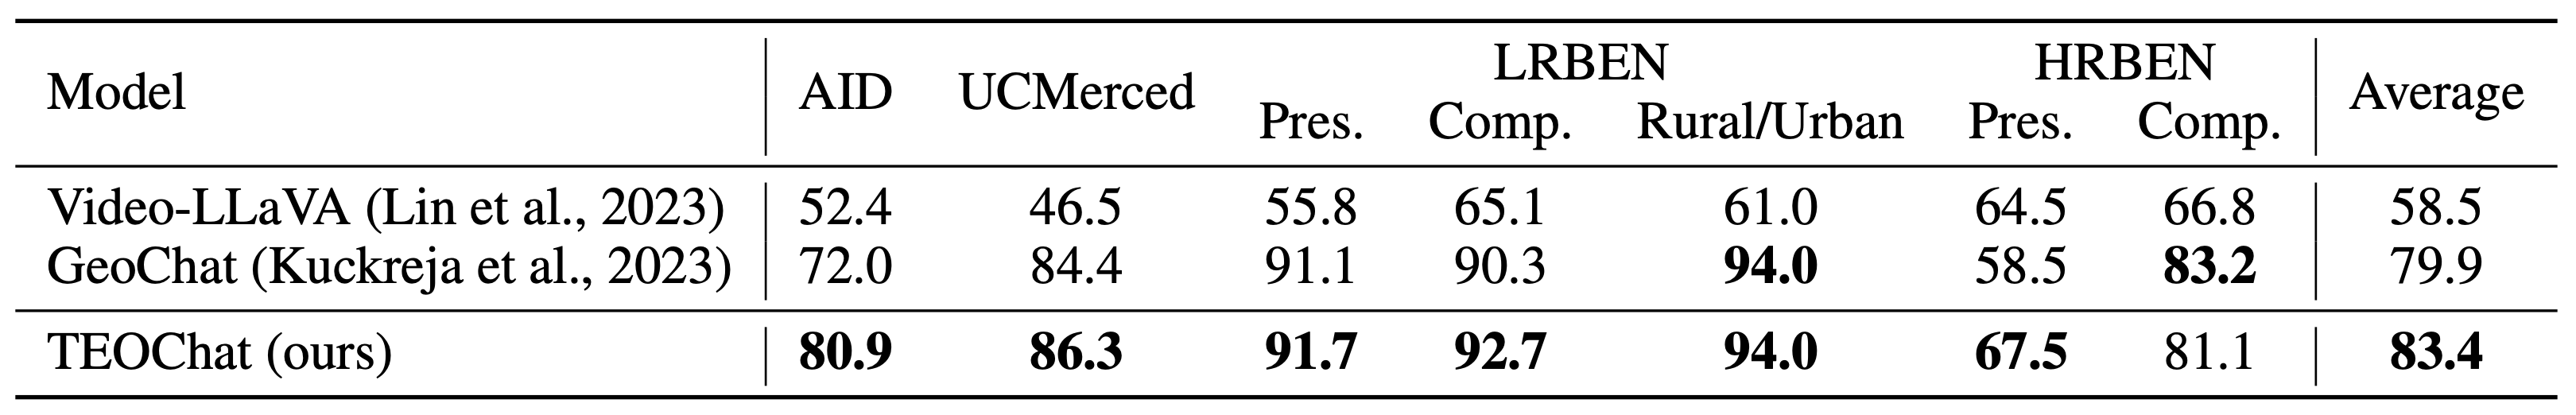 Model AID UCMerced LRBEN HRBEN Average
Pres. Comp. Rural/Urban Pres. Comp.
Video-LLaVA (Lin et al., 2023) 52.4 46.5 55.8 65.1 61.0 64.5 66.8 58.5
GeoChat (Kuckreja et al., 2023) 72.0 84.4 91.1 90.3 94.0 58.5 83.2 79.9
TEOChat (ours) 80.9 86.3 91.7 92.7 94.0 67.5 81.1 83.4